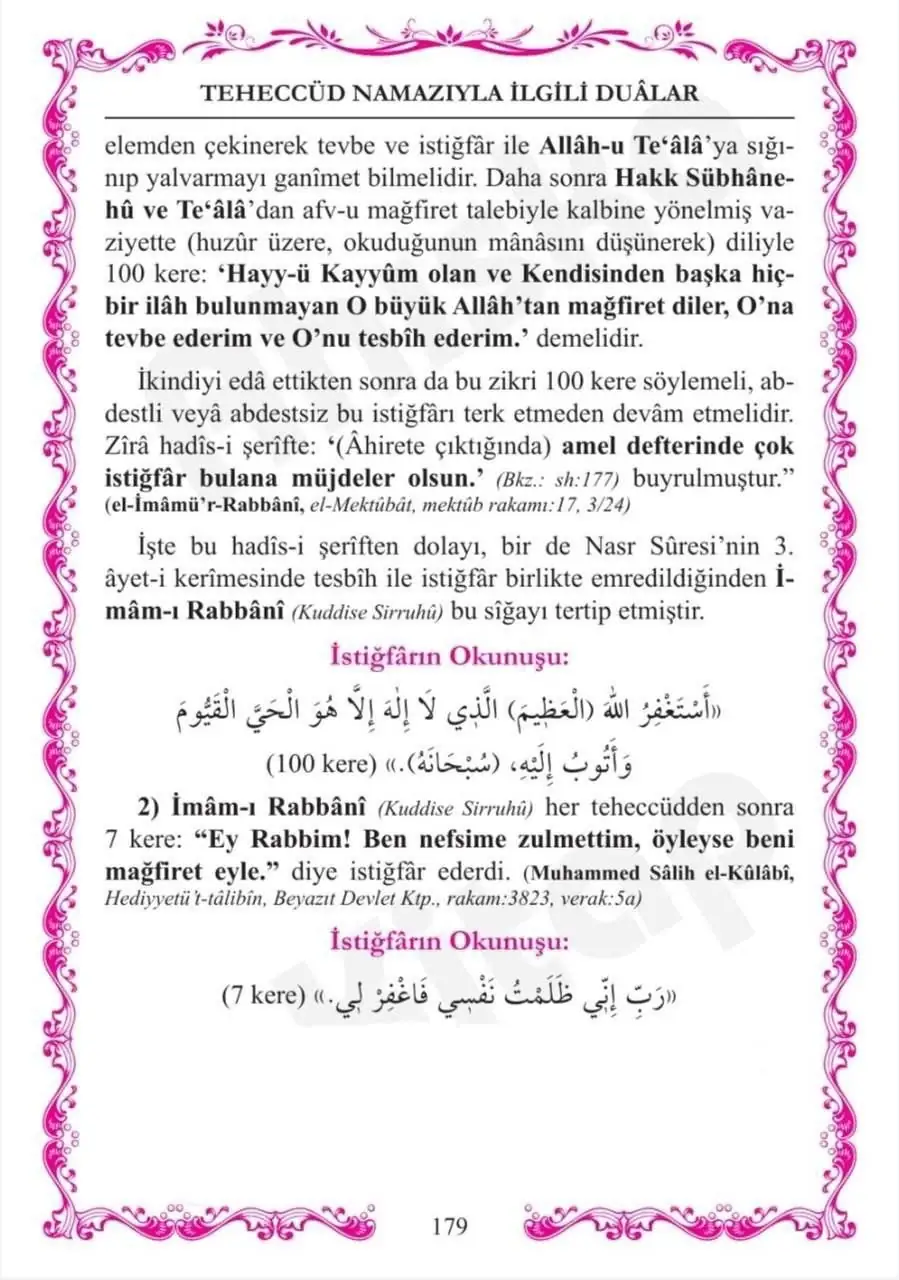 TEHECCÜD NAMAZIYLA İLGİLİ DUÂLAR
elemden çekinerek tevbe ve istiğfâr ile Allâh-u Te‘âlâ’ya sığı-
nıp yalvarmayı ganîmet bilmelidir. Daha sonra Hakk Sübhâne-
hû ve Te‘âlâ’dan afv-u mağfiret talebiyle kalbine yönelmiş va-
ziyette (huzûr üzere, okuduğunun mânâsını düşünerek) diliyle
100 kere: ‘Hayy-ü Kayyûm olan ve Kendisinden başka hiç-
bir ilâh bulunmayan O büyük Allâh’tan mağfiret diler, O’na
tevbe ederim ve O’nu tesbîh ederim.’ demelidir.
İkindiyi edâ ettikten sonra da bu zikri 100 kere söylemeli, ab-
destli veyâ abdestsiz bu istiğfârı terk etmeden devâm etmelidir.
Zîrâ hadîs-i şerîfte: ‘(Âhirete çıktığında) amel defterinde çok
istiğfâr bulana müjdeler olsun.’ (Bkz.: sh:177) buyrulmuştur.”
(el-İmâmü’r-Rabbânî, el-Mektûbât, mektûb rakamı:17, 3/24)
İşte bu hadîs-i şerîften dolayı, bir de Nasr Sûresi’nin 3.
âyet-i kerîmesinde tesbîh ile istiğfâr birlikte emredildiğinden İ-
mâm-ı Rabbânî (Kuddise Sirruhû) bu sîğayı tertip etmiştir.
İstiğfârın Okunuşu:
«أَسْتَغْفِرُ اللهَ (الْعَظِيمَ) الَّذِي لَا إِلٰهَ إِلَّا هُوَ الْحَيَّ الْقَيُّومَ
وَأَتُوبُ إِلَيْهِ، (سُبْحَانَهُ).» (100 kere)
2) İmâm-ı Rabbânî (Kuddise Sirruhû) her teheccüdden sonra
7 kere: “Ey Rabbim! Ben nefsime zulmettim, öyleyse beni
mağfiret eyle.” diye istiğfâr ederdi. (Muhammed Sâlih el-Kûlâbî,
Hediyyetü’t-tâlibîn, Beyazıt Devlet Ktp., rakam:3823, verak:5a)
İstiğfârın Okunuşu:
«رَبِّ إِنِّي ظَلَمْتُ نَفْسِي فَاغْفِرْ لِي.» (7 kere)
179